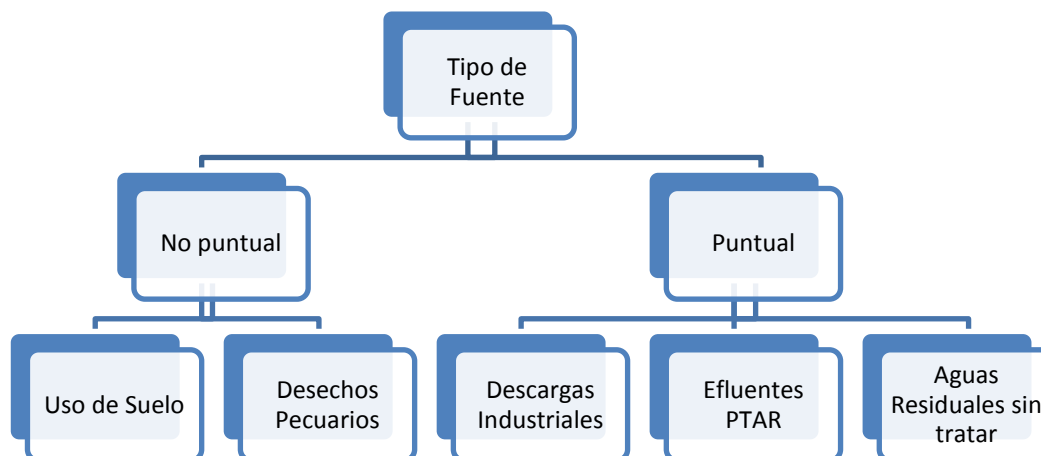 Tipo de
Fuente
No puntual
Puntual
Uso de Suelo
Desechos
Pecuarios
Descargas
Industriales
Efluentes
PTAR
Aguas
Residuales sin
tratar